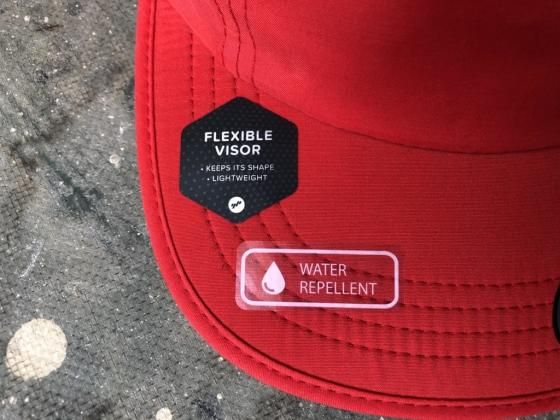 FLEXIBLE
VISOR
• KEEPS ITS SHAPE
• LIGHTWEIGHT
WATER
REPELLENT